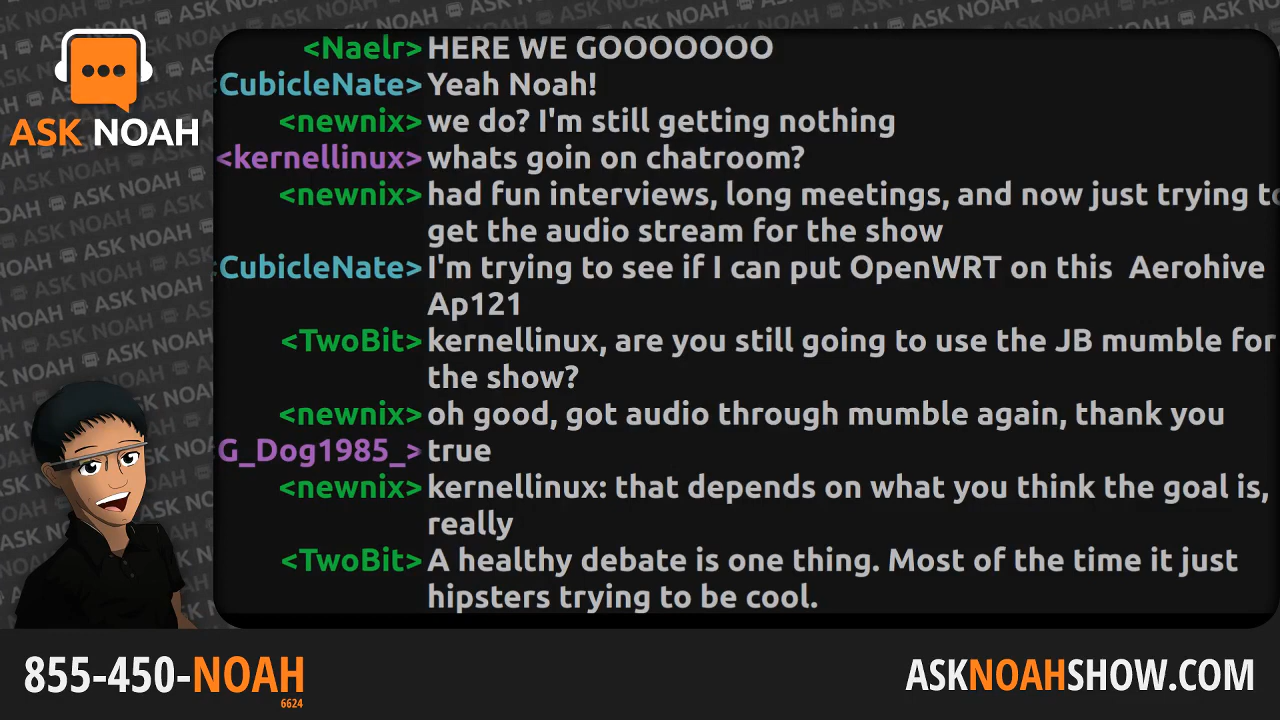 ASK NOAH
<Naelr> HERE WE GOOOOOOO
CubicleNate> Yeah Noah!
<newnix> we do? I'm still getting nothing
<kernellinux> whats goin on chatroom?
<newnix> had fun interviews, long meetings, and now just trying to
get the audio stream for the show
CubicleNate> I'm trying to see if I can put OpenWRT on this  Aerohive
Ap121
<TwoBit> kernellinux, are you still going to use the JB mumble for
the show?
<newnix> oh good, got audio through mumble again, thank you
G_Dog1985_> true
<newnix> kernellinux: that depends on what you think the goal is,
really
<TwoBit> A healthy debate is one thing. Most of the time it just
hipsters trying to be cool.
855-450-NOAH
6624
ASKNOAHSHOW.COM